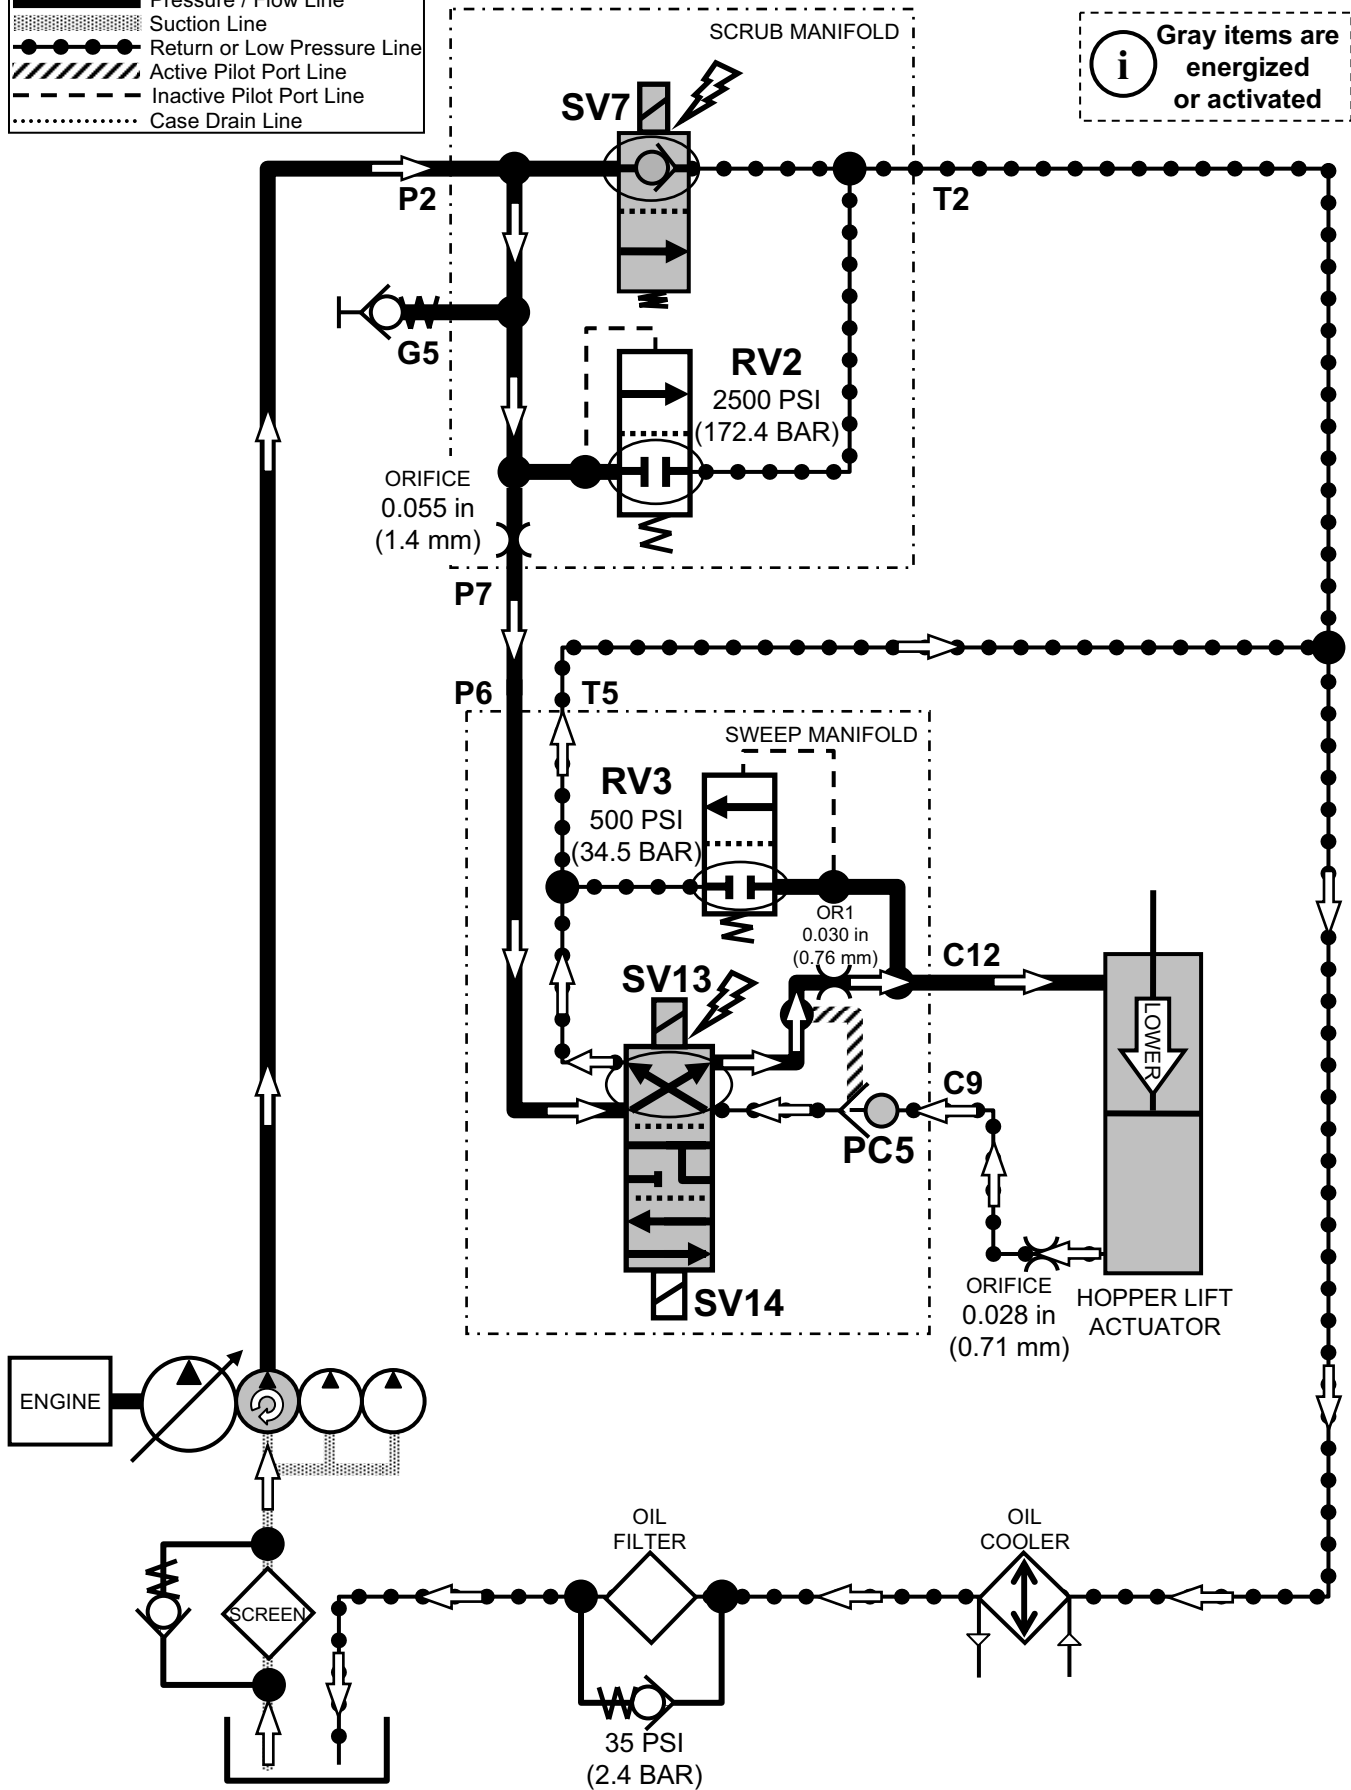 Pressure / Flow Line
Suction Line
Return or Low Pressure Line
Active Pilot Port Line
Inactive Pilot Port Line
Case Drain Line
SCRUB MANIFOLD
i
Gray items are
energized
or activated
SV7
P2
T2
G5
RV2
2500 PSI
(172.4 BAR)
ORIFICE
0.055 in
(1.4 mm)
P7
P6
T5
SWEEP MANIFOLD
RV3
500 PSI
(34.5 BAR)
OR1
0.030 in
(0.76 mm)
C12
SV13
LOWER
C9
PC5
SV14
ORIFICE
0.028 in
(0.71 mm)
HOPPER LIFT
ACTUATOR
ENGINE
OIL
FILTER
OIL
COOLER
SCREEN
35 PSI
(2.4 BAR)